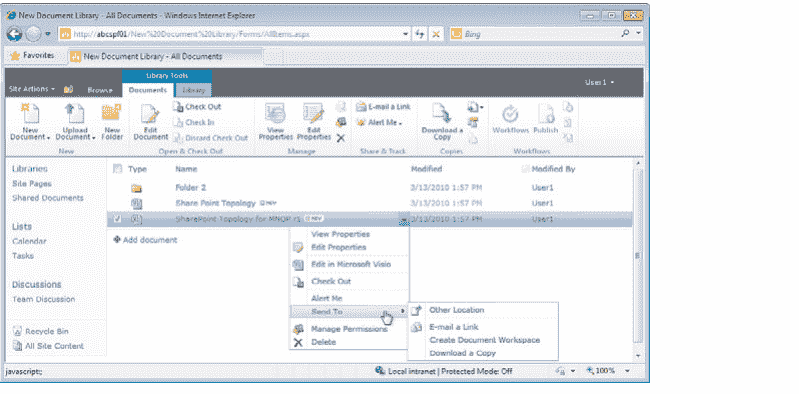 New Document Library - All Documents - Windows Internet Explorer
http://abcspf01/New%20Document%20Library/Forms/AllItems.aspx
Bing
Favorites
New Document Library - All Documents
Library Tools
Site Actions
Browse
Documents
Library
User1
New Document
Upload Document
New Folder
New
Edit Document
Check Out
Check In
Discard Check Out
Open & Check Out
View Properties
Edit Properties
Manage
E-mail a Link
Alert Me
Share & Track
Download a Copy
Copies
Workflows
Publish
Workflows
Libraries
Site Pages
Shared Documents
Lists
Calendar
Tasks
Discussions
Team Discussion
Recycle Bin
All Site Content
Type Name Modified Modified By
Folder 2 3/13/2010 1:57 PM User1
Share Point Topology NEW 3/13/2010 1:57 PM User1
SharePoint Topology for MNOP r1 NEW 3/13/2010 1:57 PM User1
Add document
View Properties
Edit Properties
Edit in Microsoft Visio
Check Out
Alert Me
Send To
Manage Permissions
Delete
Other Location
E-mail a Link
Create Document Workspace
Download a Copy
javascript:;
Local intranet | Protected Mode: Off
100%